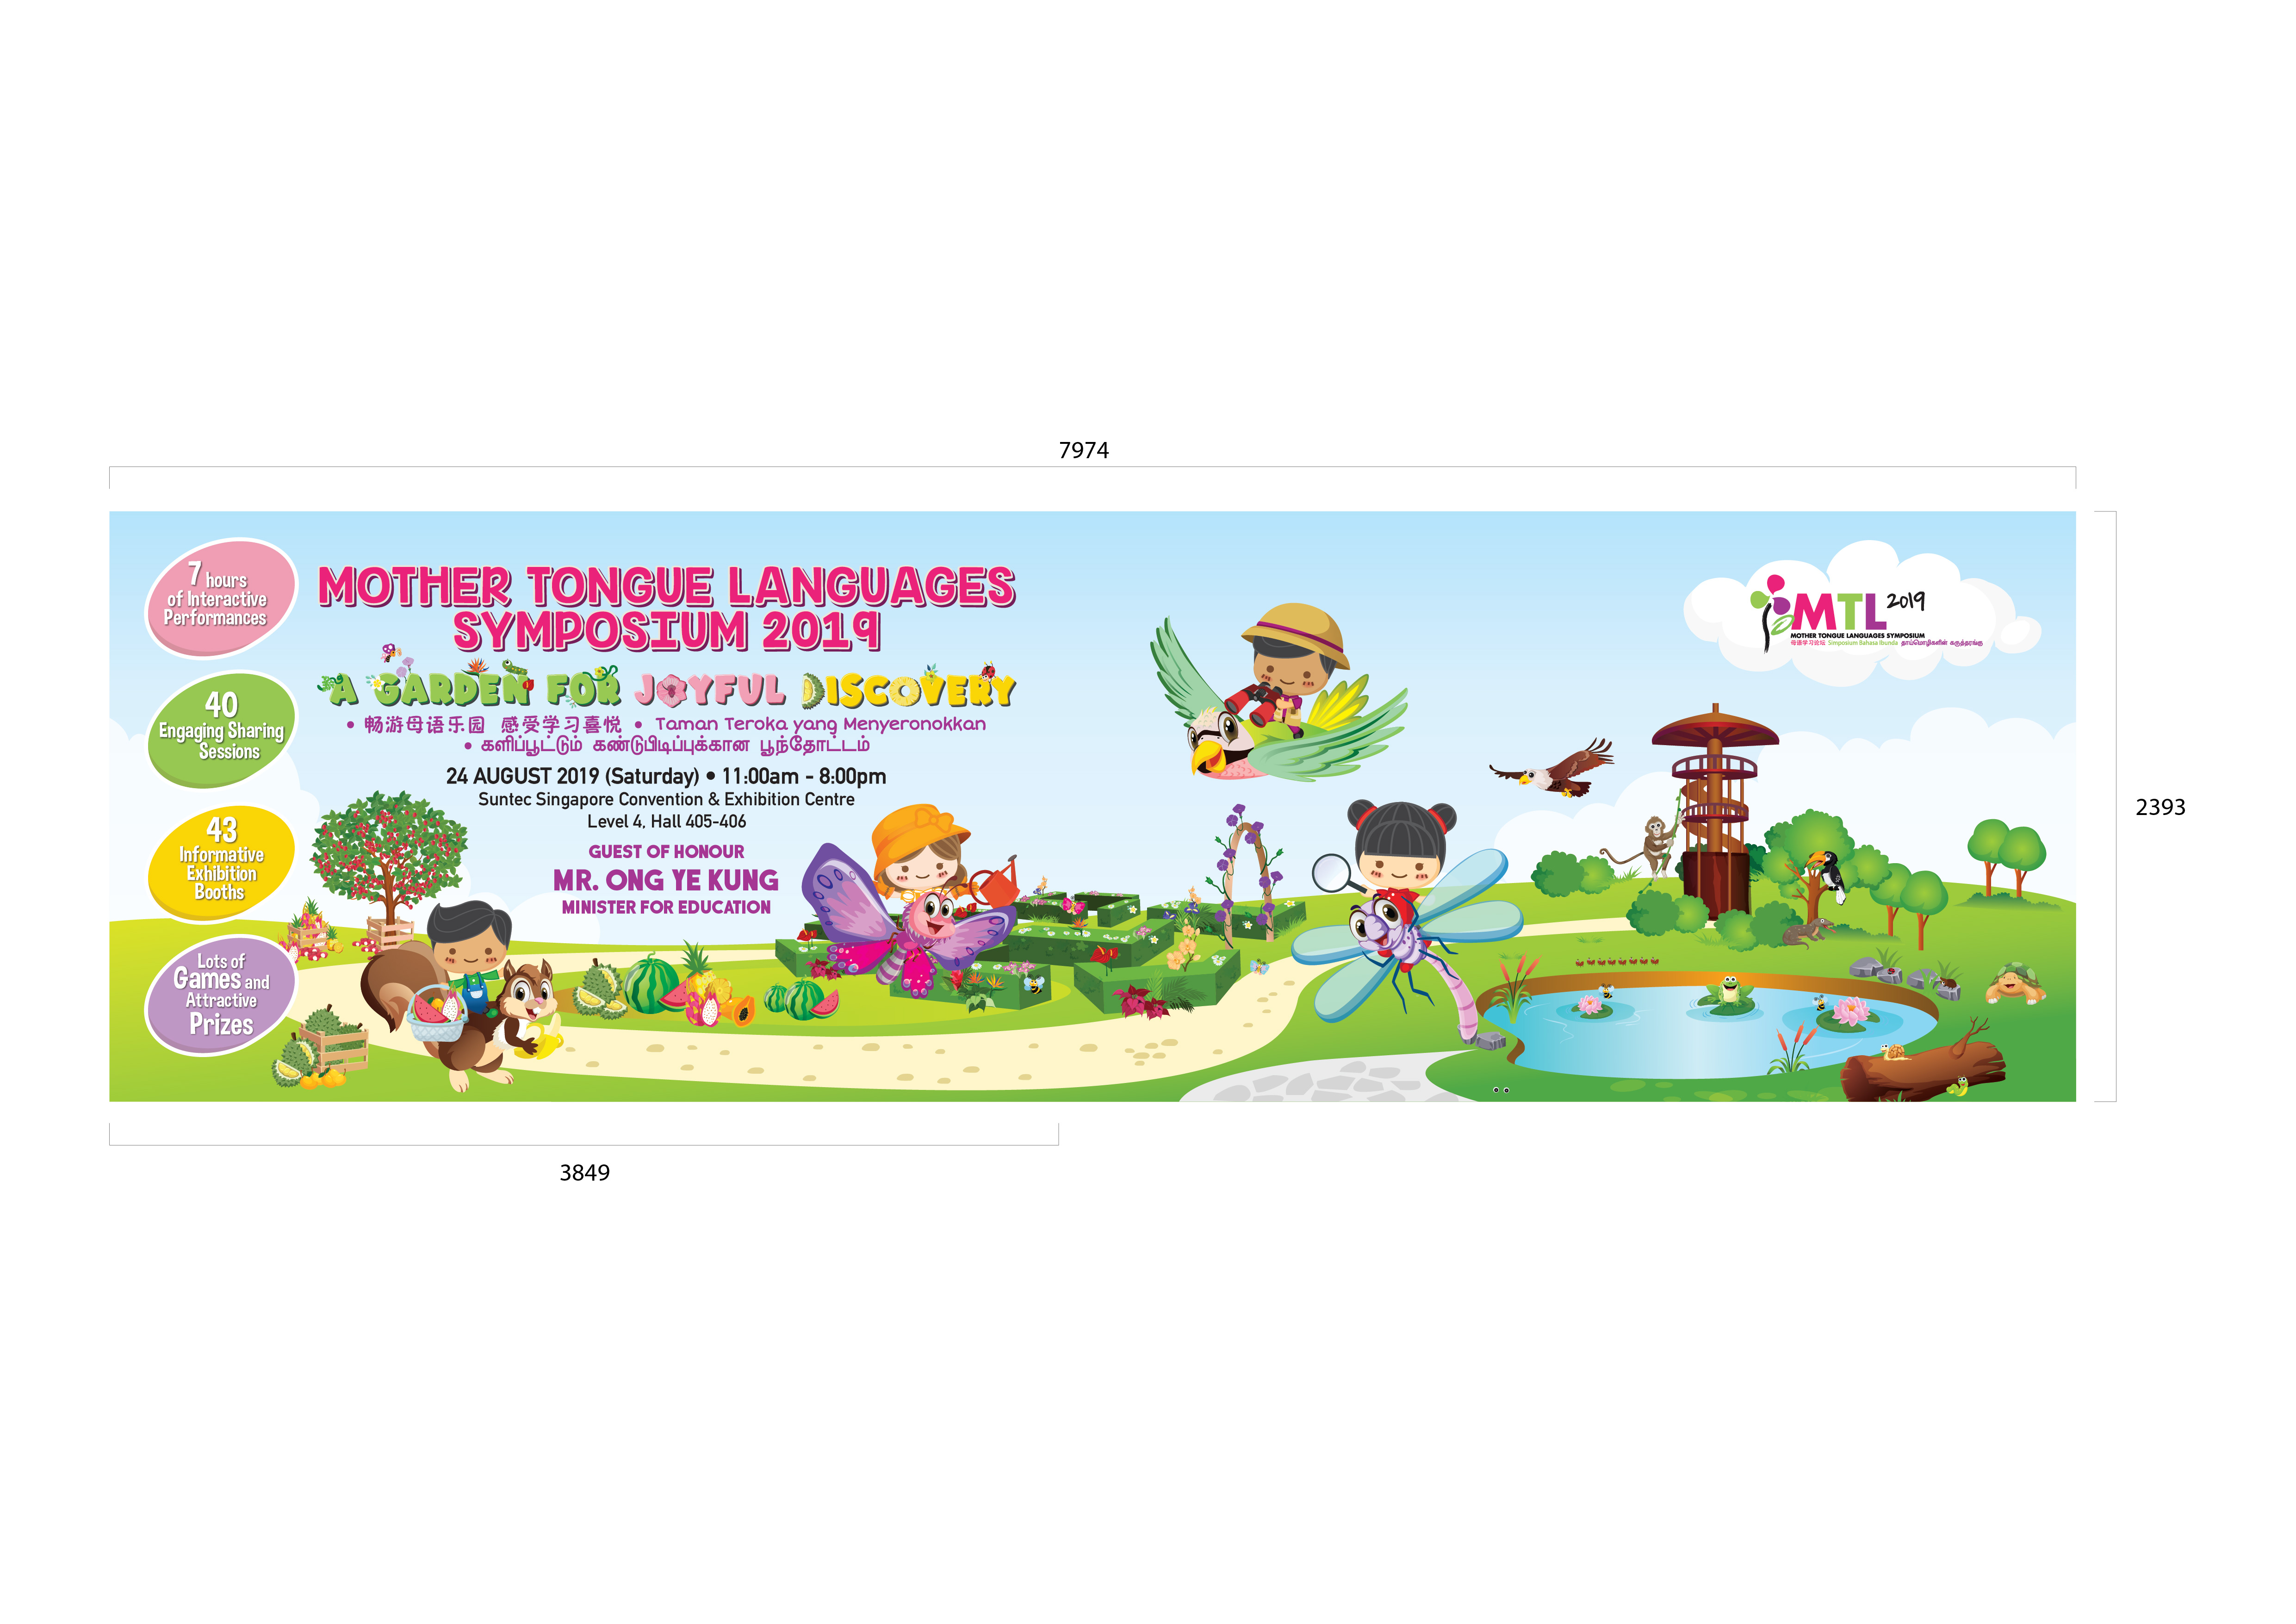 7974
7 hours
of Interactive
Performances
40
Engaging Sharing
Sessions
43
Informative
Exhibition
Booths
Lots of
Games and
Attractive
Prizes
MOTHER TONGUE LANGUAGES
SYMPOSIUM 2019
A GARDEN FOR JOYFUL DISCOVERY
• 畅游母语乐园 感受学习喜悦 • Taman Teroka yang Menyeronokkan
• களிப்பூட்டும் கண்டுபிடிப்புக்கான பூந்தோட்டம்
24 AUGUST 2019 (Saturday) • 11:00am - 8:00pm
Suntec Singapore Convention & Exhibition Centre
Level 4, Hall 405-406
GUEST OF HONOUR
MR. ONG YE KUNG
MINISTER FOR EDUCATION
MTL 2019
MOTHER TONGUE LANGUAGES SYMPOSIUM
母语学习论坛 Simposium Bahasa Ibunda தாய்மொழிகளின் கருத்தரங்கு
2393
3849